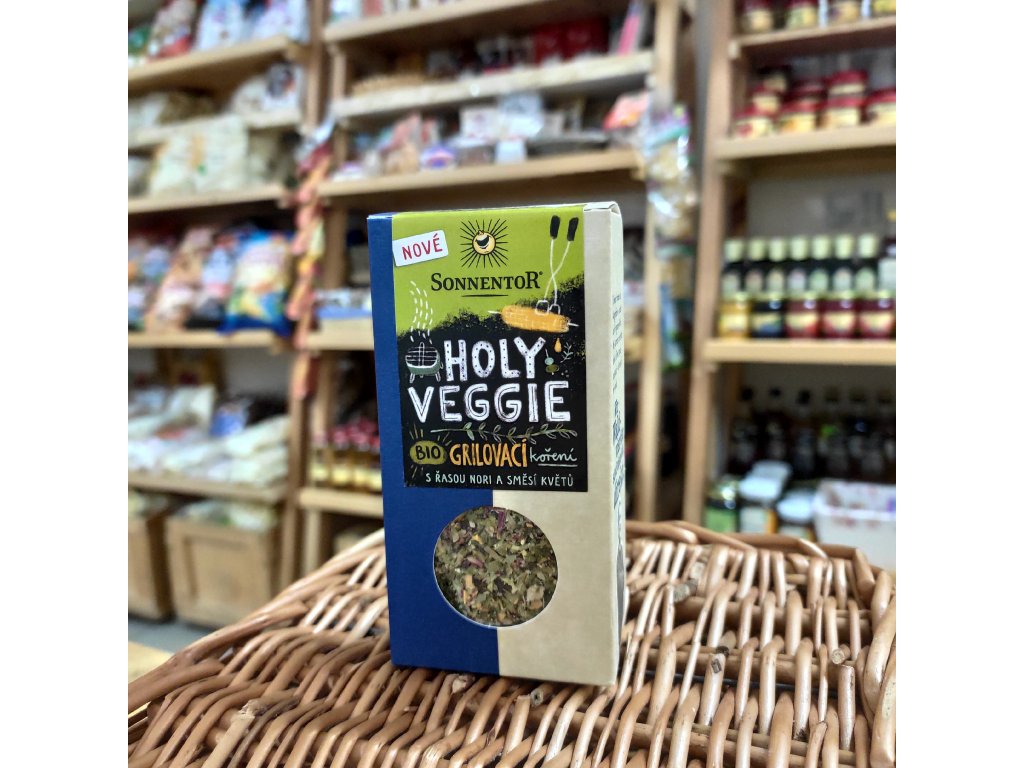 NOVÉ
SONNENTOR®
HOLY
VEGGIE
BIO GRILOVACÍ koření
S ŘASOU NORI A SMĚSÍ KVĚTŮ